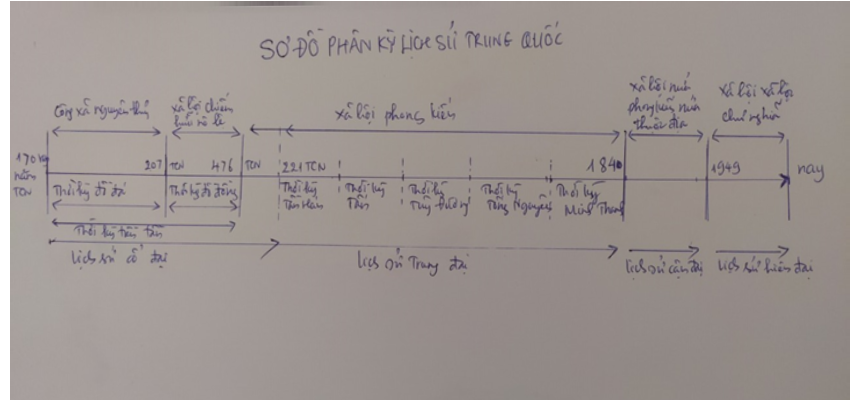 SƠ ĐỒ PHÂN KỲ LỊCH SỬ TRUNG QUỐC
Công xã nguyên thủy
xã hội chiếm
hữu nô lệ
xã hội phong kiến
xã hội nửa
phong kiến nửa
thuộc địa
xã hội xã hội
chủ nghĩa
170 vạn
năm
TCN
207
TCN
476
TCN
221 TCN
1840
1949
nay
Thời kỳ đồ đá
Thời kỳ đồ đồng
Thời kỳ
Tần Hán
Thời kỳ
Tấn
Thời kỳ
Tùy Đường
Thời kỳ
Tống Nguyên
Thời kỳ
Minh Thanh
Thời kỳ tiền tần
Lịch sử cổ đại
Lịch sử Trung đại
Lịch sử cận đại
Lịch sử hiện đại